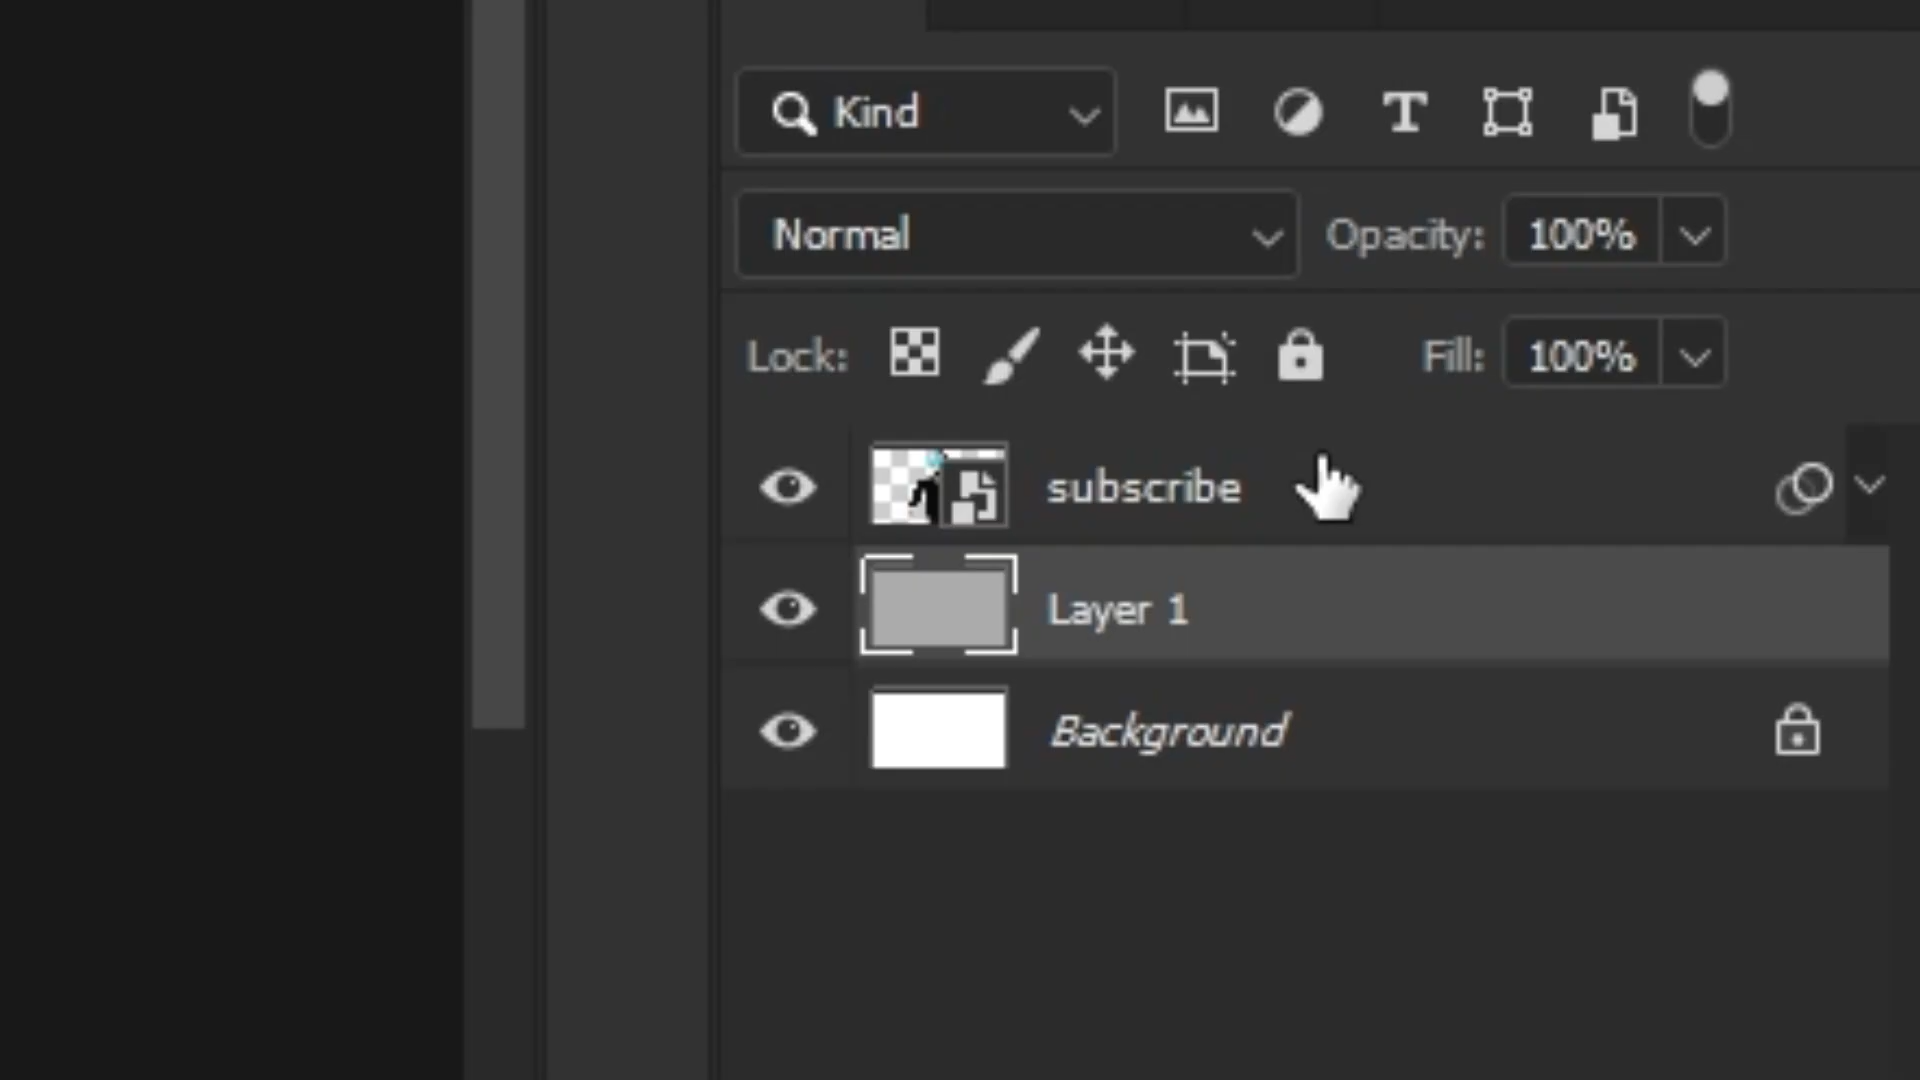 Kind
Normal Opacity: 100%
Lock: Fill: 100%
subscribe
Layer 1
Background